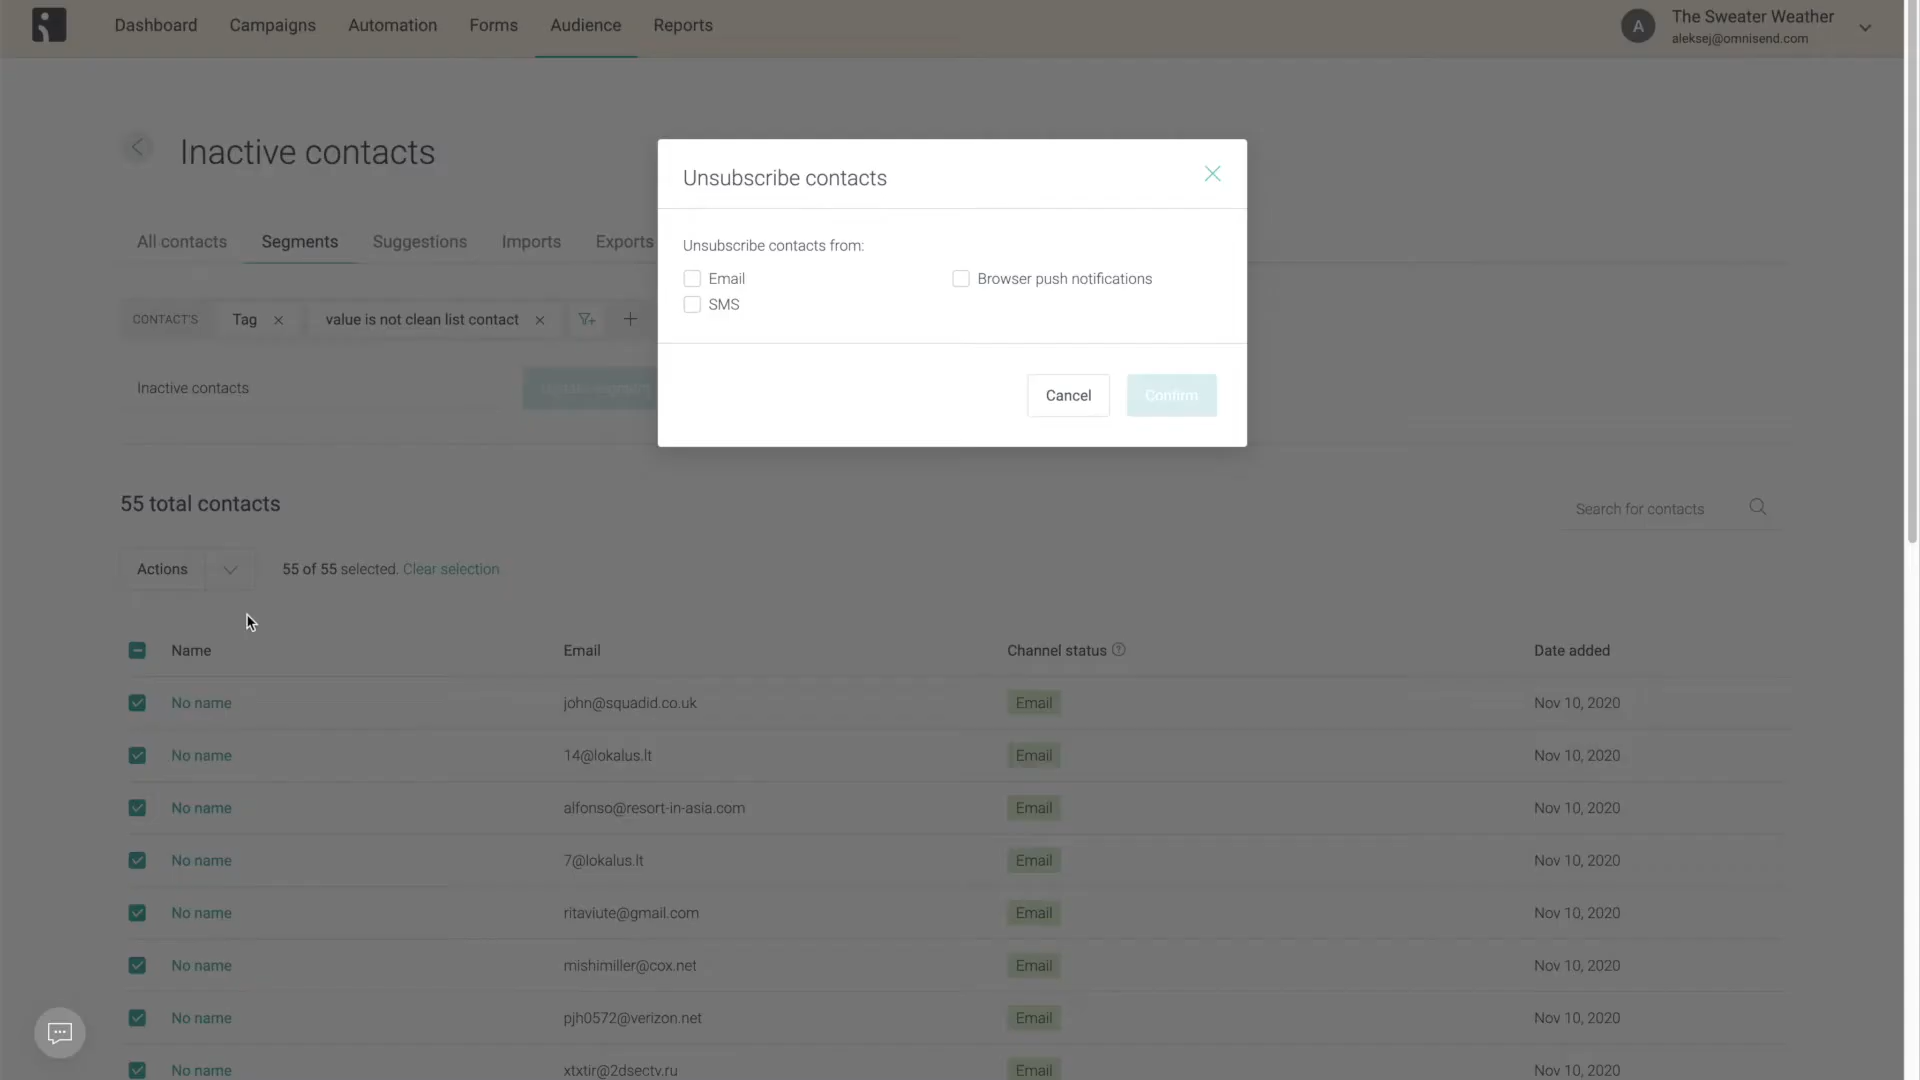 Dashboard Campaigns Automation Forms Audience Reports
A The Sweater Weather
aleksej@omnisend.com
Inactive contacts
All contacts Segments Suggestions Imports Exports
CONTACT'S Tag value is not clean list contact
Inactive contacts
Unsubscribe contacts
Unsubscribe contacts from:
Email Browser push notifications
SMS
Cancel Confirm
55 total contacts
Search for contacts
Actions 55 of 55 selected. Clear selection
Name Email Channel status Date added
No name john@squadid.co.uk Email Nov 10, 2020
No name 14@lokalus.lt Email Nov 10, 2020
No name alfonso@resort-in-asia.com Email Nov 10, 2020
No name 7@lokalus.lt Email Nov 10, 2020
No name ritaviute@gmail.com Email Nov 10, 2020
No name mishimiller@cox.net Email Nov 10, 2020
No name pjh0572@verizon.net Email Nov 10, 2020
No name xtxtir@2dsectv.ru Email Nov 10, 2020